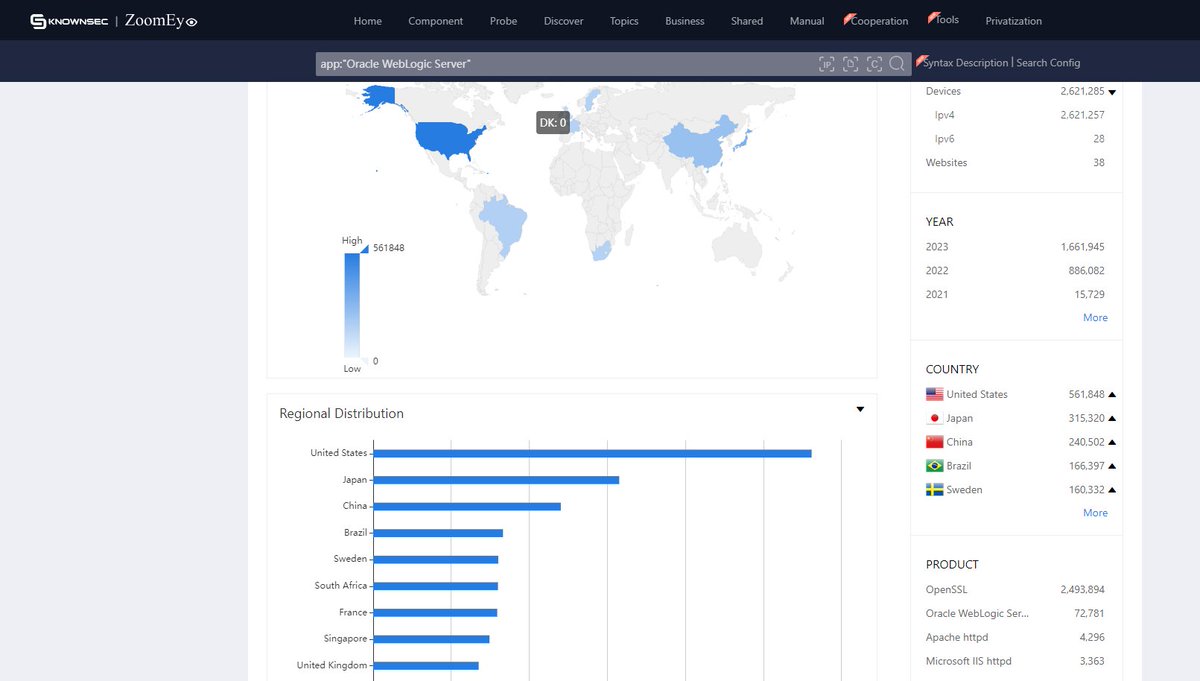 KNOWNSEC | ZoomEye Home Component Probe Discover Topics Business Shared Manual Cooperation Tools Privatization
app:"Oracle WebLogic Server" IP D C Syntax Description | Search Config
DK: 0
High
561848
0
Low
Regional Distribution
United States
Japan
China
Brazil
Sweden
South Africa
France
Singapore
United Kingdom
Devices 2,621,285
Ipv4 2,621,257
Ipv6 28
Websites 38
YEAR
2023 1,661,945
2022 886,082
2021 15,729
More
COUNTRY
United States 561,848
Japan 315,320
China 240,502
Brazil 166,397
Sweden 160,332
More
PRODUCT
OpenSSL 2,493,894
Oracle WebLogic Ser... 72,781
Apache httpd 4,296
Microsoft IIS httpd 3,363